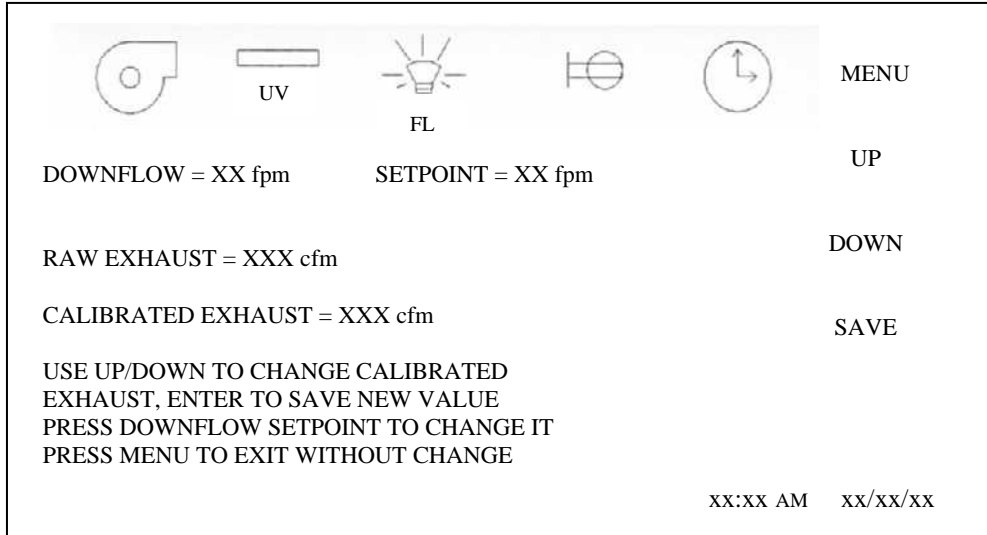 UV
FL
MENU
DOWNFLOW = XX fpm SETPOINT = XX fpm
UP
RAW EXHAUST = XXX cfm
DOWN
CALIBRATED EXHAUST = XXX cfm
SAVE
USE UP/DOWN TO CHANGE CALIBRATED
EXHAUST, ENTER TO SAVE NEW VALUE
PRESS DOWNFLOW SETPOINT TO CHANGE IT
PRESS MENU TO EXIT WITHOUT CHANGE
xx:xx AM xx/xx/xx